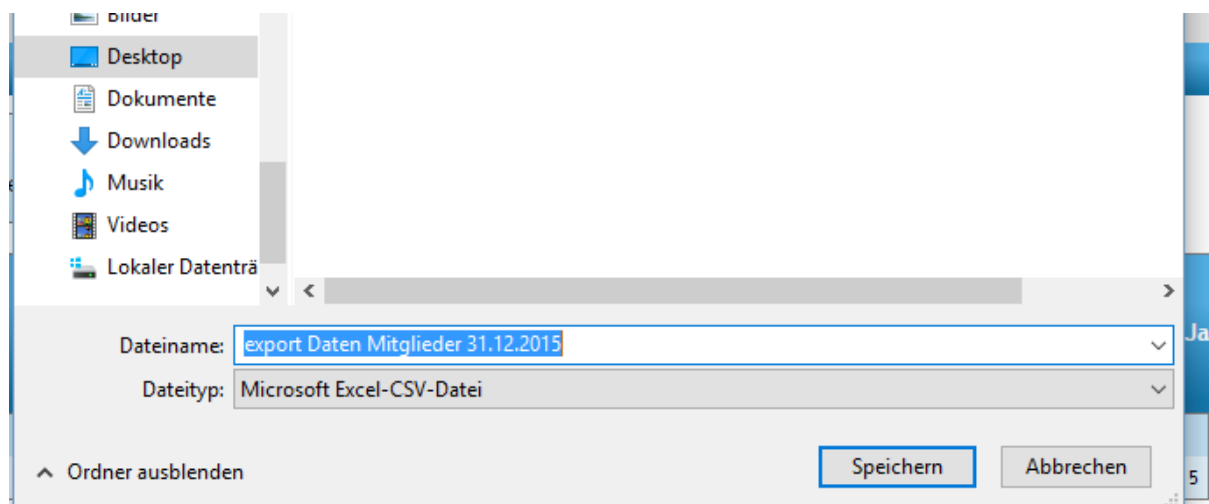 Bilder
Desktop
Dokumente
Downloads
Musik
Videos
Lokaler Datenträ
Dateiname: export Daten Mitglieder 31.12.2015
Dateityp: Microsoft Excel-CSV-Datei
Ordner ausblenden
Speichern
Abbrechen
Ja
5